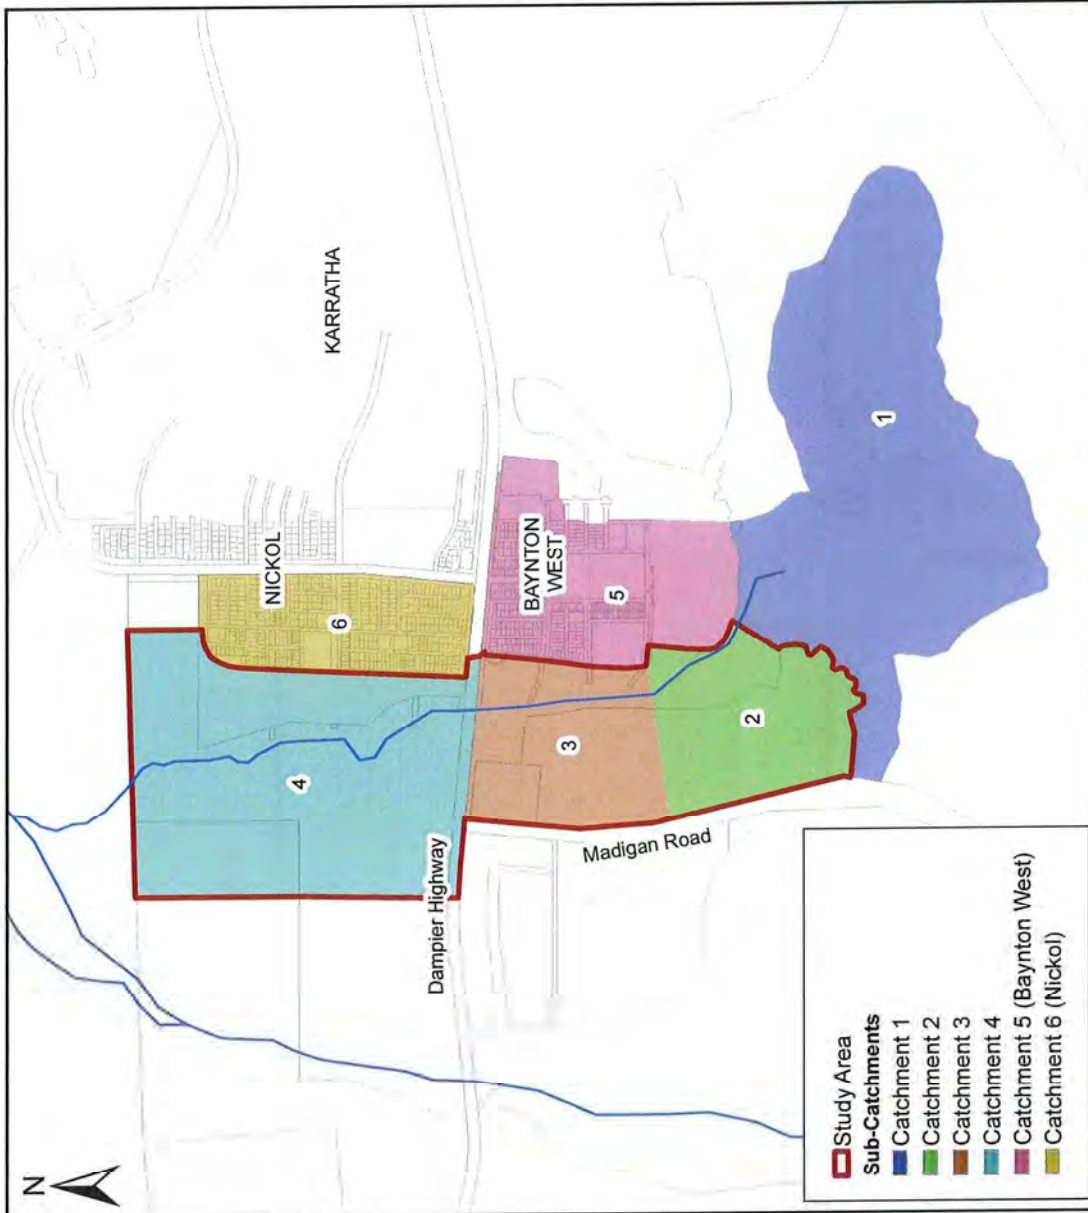 N
KARRATHA
NICKOL
6
4
BAYNTON
WEST
5
3
2
1
Dampier Highway
Madigan Road
Study Area
Sub-Catchments
Catchment 1
Catchment 2
Catchment 3
Catchment 4
Catchment 5 (Baynton West)
Catchment 6 (Nickol)